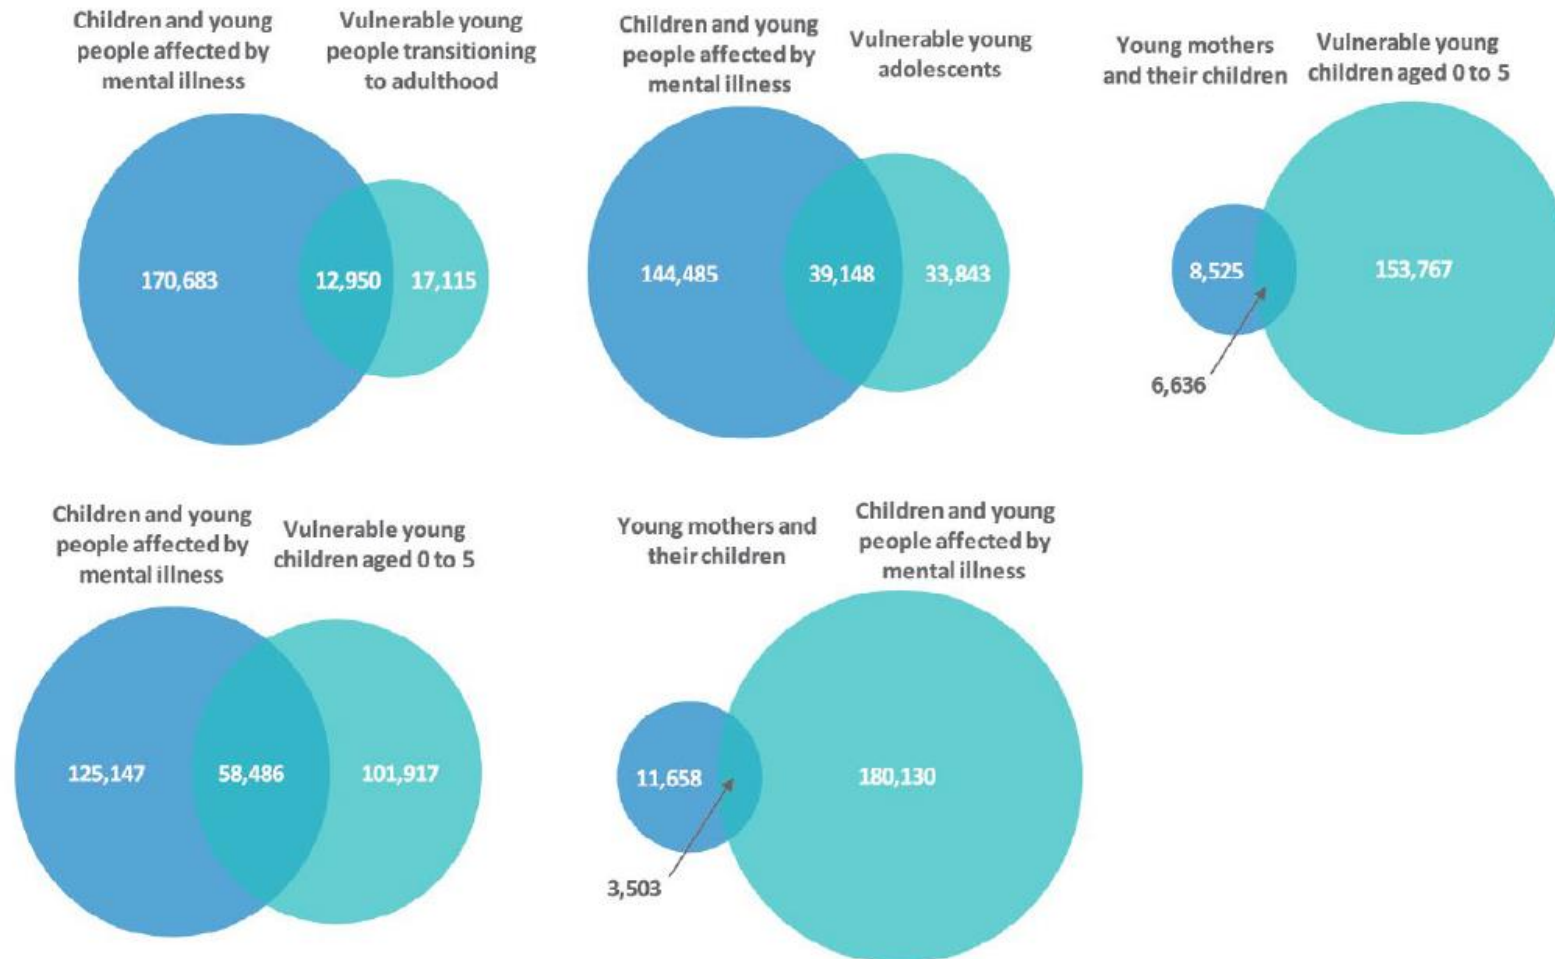 Children and young
people affected by
mental illness
Vulnerable young
people transitioning
to adulthood
170,683
12,950
17,115
Children and young
people affected by
mental illness
Vulnerable young
adolescents
144,485
39,148
33,843
Young mothers
and their children
Vulnerable young
children aged 0 to 5
8,525
153,767
6,636
Children and young
people affected by
mental illness
Vulnerable young
children aged 0 to 5
125,147
58,486
101,917
Young mothers and
their children
Children and young
people affected by
mental illness
11,658
180,130
3,503